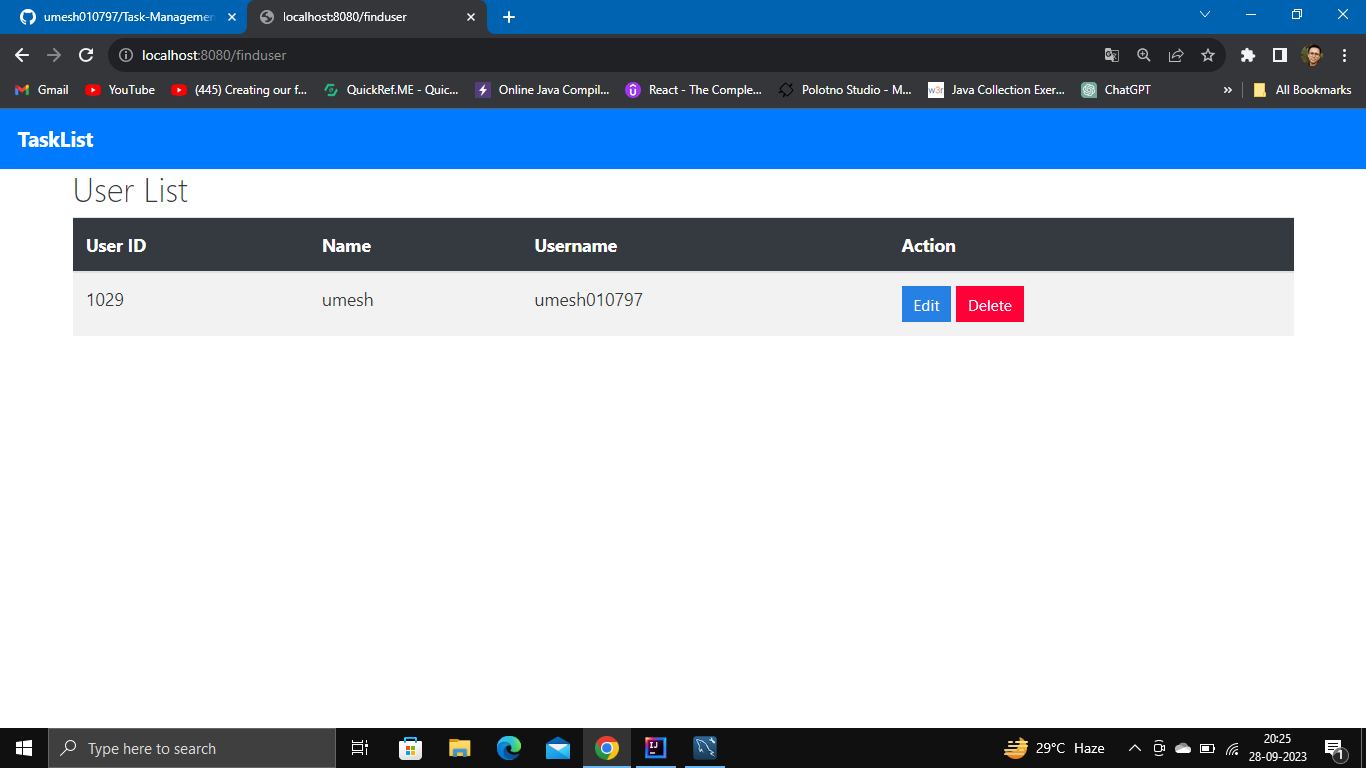 umesh010797/Task-Managemen
localhost:8080/finduser
localhost:8080/finduser
Gmail
YouTube
(445) Creating our f...
QuickRef.ME - Quic...
Online Java Compil...
React - The Comple...
Polotno Studio - M...
w3r
Java Collection Exer...
ChatGPT
»
All Bookmarks
TaskList
User List
User ID Name Username Action
1029 umesh umesh010797 Edit Delete
Type here to search
IJ
29°C Haze
20:25
28-09-2023
1